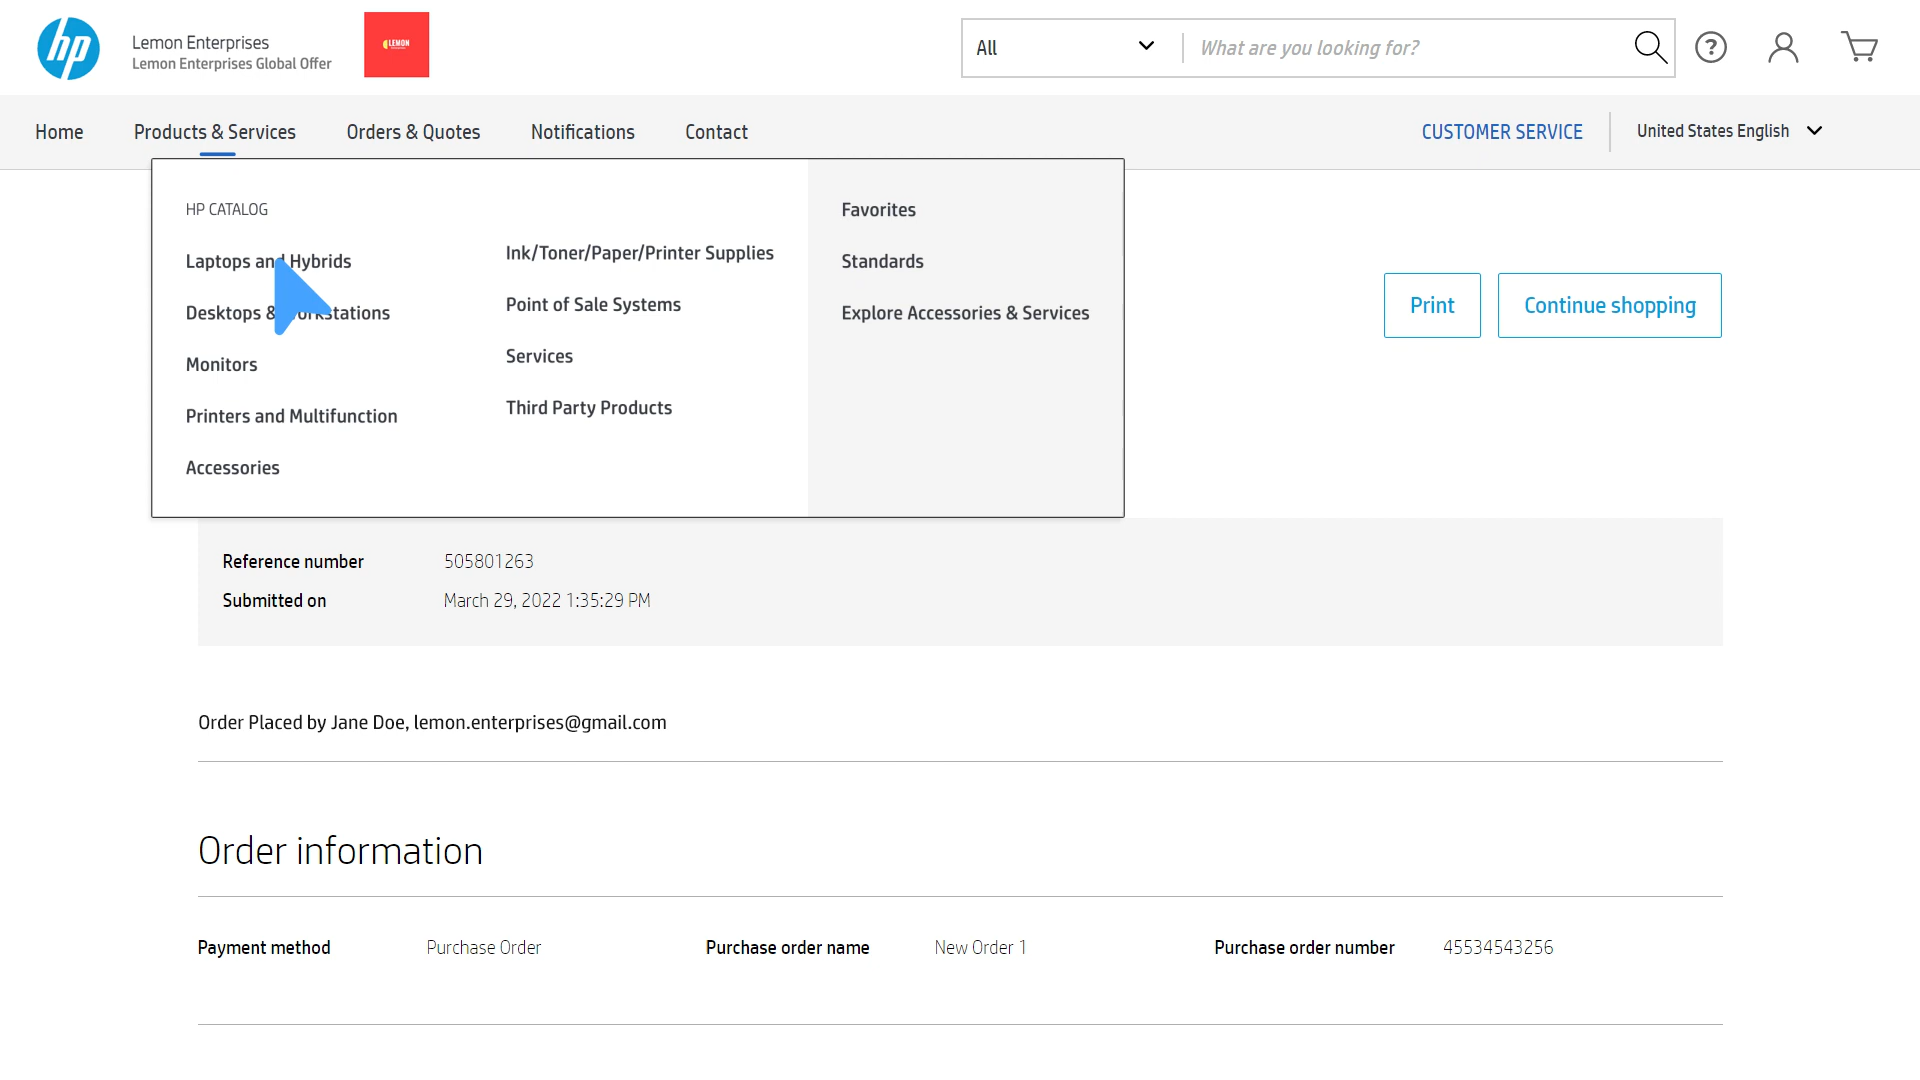 hp
Lemon Enterprises
Lemon Enterprises Global Offer
LEMON
All
What are you looking for?
?
Home
Products & Services
Orders & Quotes
Notifications
Contact
CUSTOMER SERVICE
United States English
HP CATALOG
Laptops and Hybrids
Desktops & Workstations
Monitors
Printers and Multifunction
Accessories
Ink/Toner/Paper/Printer Supplies
Point of Sale Systems
Services
Third Party Products
Favorites
Standards
Explore Accessories & Services
Print
Continue shopping
Reference number 505801263
Submitted on March 29, 2022 1:35:29 PM
Order Placed by Jane Doe, lemon.enterprises@gmail.com
Order information
Payment method Purchase Order Purchase order name New Order 1 Purchase order number 45534543256